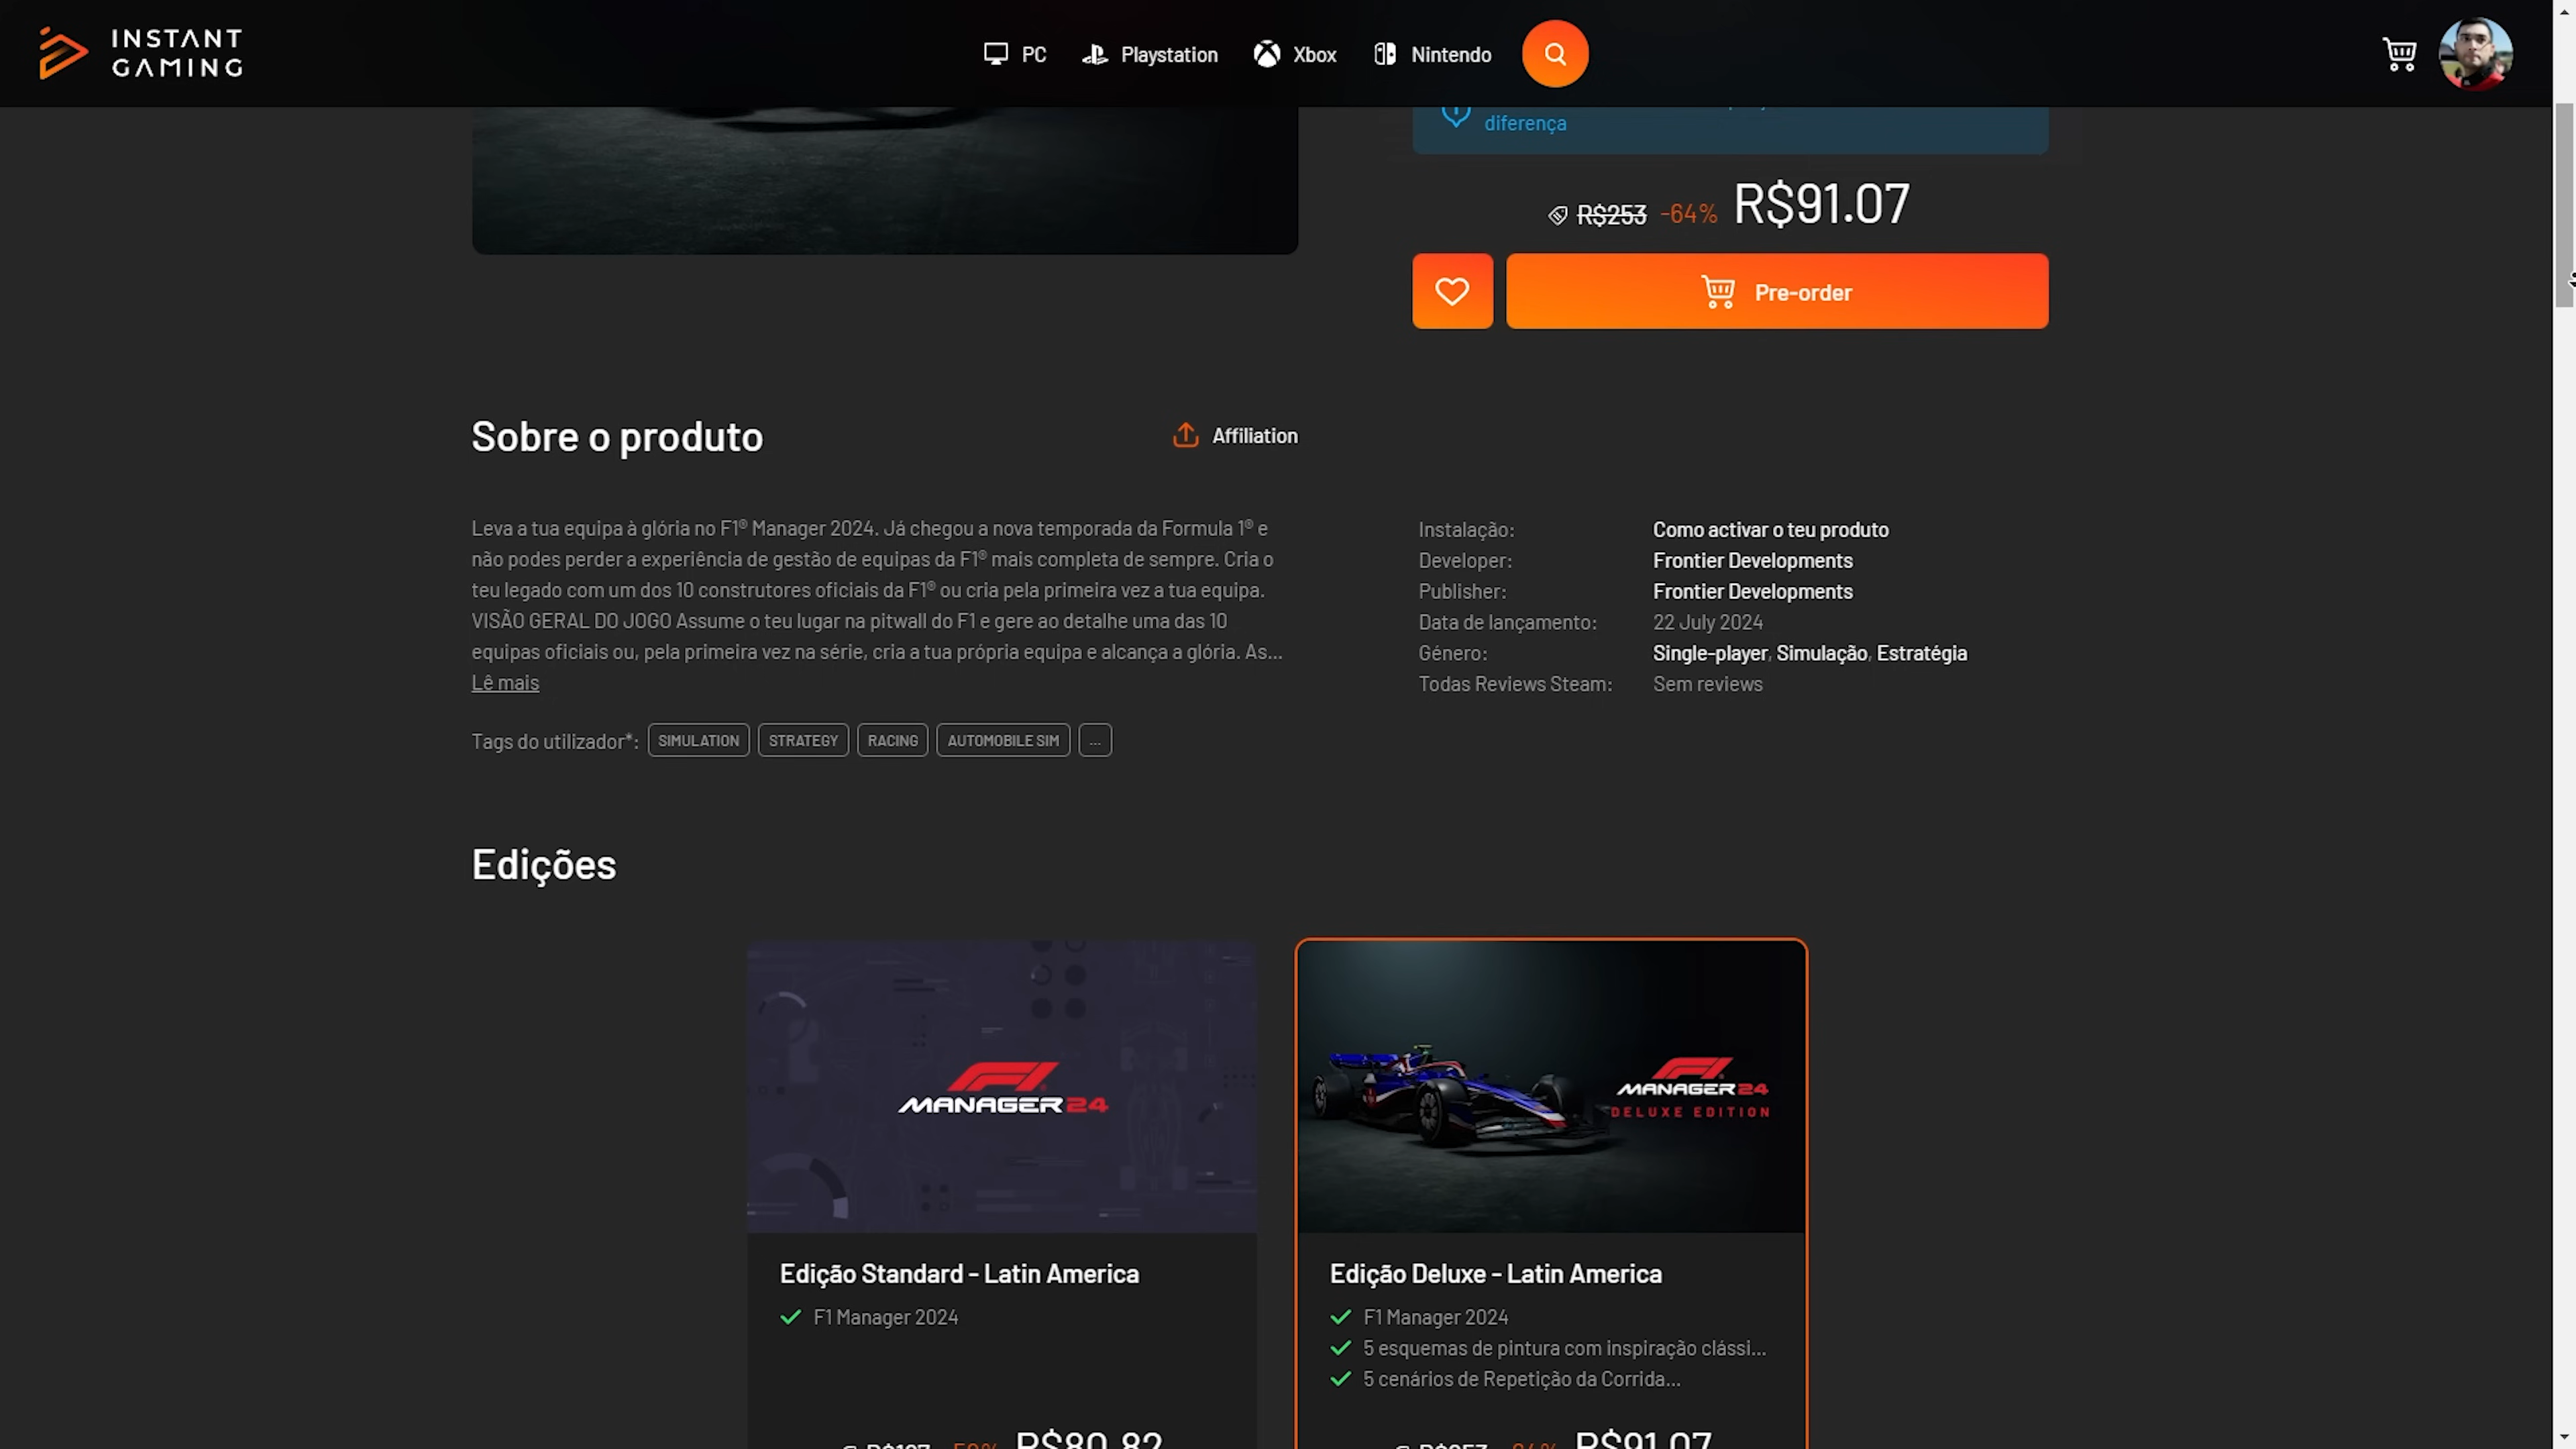 INSTANT
GAMING
PC
Playstation
Xbox
Nintendo
diferença
R$253 -64% R$91.07
Pre-order
Sobre o produto
Affiliation
Leva a tua equipa à glória no F1® Manager 2024. Já chegou a nova temporada da Formula 1® e
não podes perder a experiência de gestão de equipas da F1® mais completa de sempre. Cria o
teu legado com um dos 10 construtores oficiais da F1® ou cria pela primeira vez a tua equipa.
VISÃO GERAL DO JOGO Assume o teu lugar na pitwall do F1 e gere ao detalhe uma das 10
equipas oficiais ou, pela primeira vez na série, cria a tua própria equipa e alcança a glória. As...
Lê mais
Tags do utilizador*: SIMULATION STRATEGY RACING AUTOMOBILE SIM ...
Instalação: Como activar o teu produto
Developer: Frontier Developments
Publisher: Frontier Developments
Data de lançamento: 22 July 2024
Género: Single-player, Simulação, Estratégia
Todas Reviews Steam: Sem reviews
Edições
F1
MANAGER 24
Edição Standard - Latin America
F1 Manager 2024
R$80.82
F1
MANAGER 24
DELUXE EDITION
Edição Deluxe - Latin America
F1 Manager 2024
5 esquemas de pintura com inspiração clássi...
5 cenários de Repetição da Corrida...
R$253 -64% R$91.07